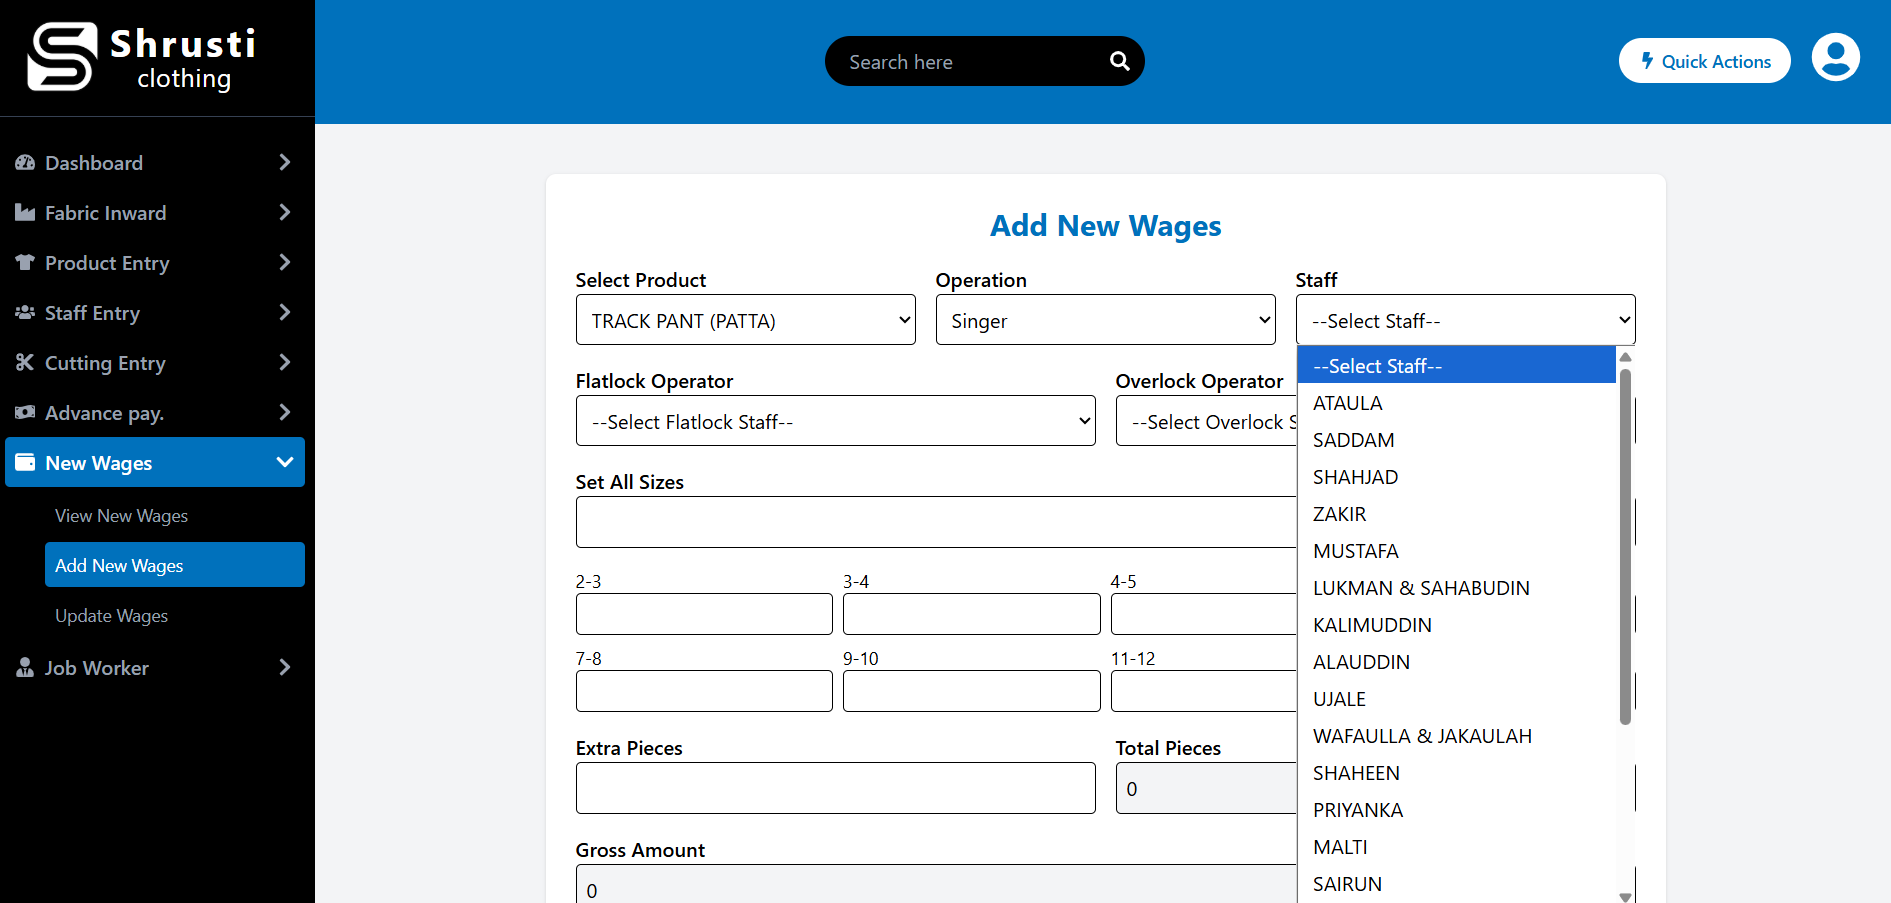 Shrusti
clothing
Search here
Quick Actions
Dashboard
Fabric Inward
Product Entry
Staff Entry
Cutting Entry
Advance pay.
New Wages
View New Wages
Add New Wages
Update Wages
Job Worker
Add New Wages
Select Product
TRACK PANT (PATTA)
Operation
Singer
Staff
--Select Staff--
--Select Staff--
ATAULA
SADDAM
SHAHJAD
ZAKIR
MUSTAFA
LUKMAN & SAHABUDIN
KALIMUDDIN
ALAUDDIN
UJALE
WAFAULLA & JAKAULAH
SHAHEEN
PRIYANKA
MALTI
SAIRUN
Flatlock Operator
--Select Flatlock Staff--
Overlock Operator
--Select Overlock S
Set All Sizes
2-3
3-4
4-5
7-8
9-10
11-12
Extra Pieces
Total Pieces
0
Gross Amount
0